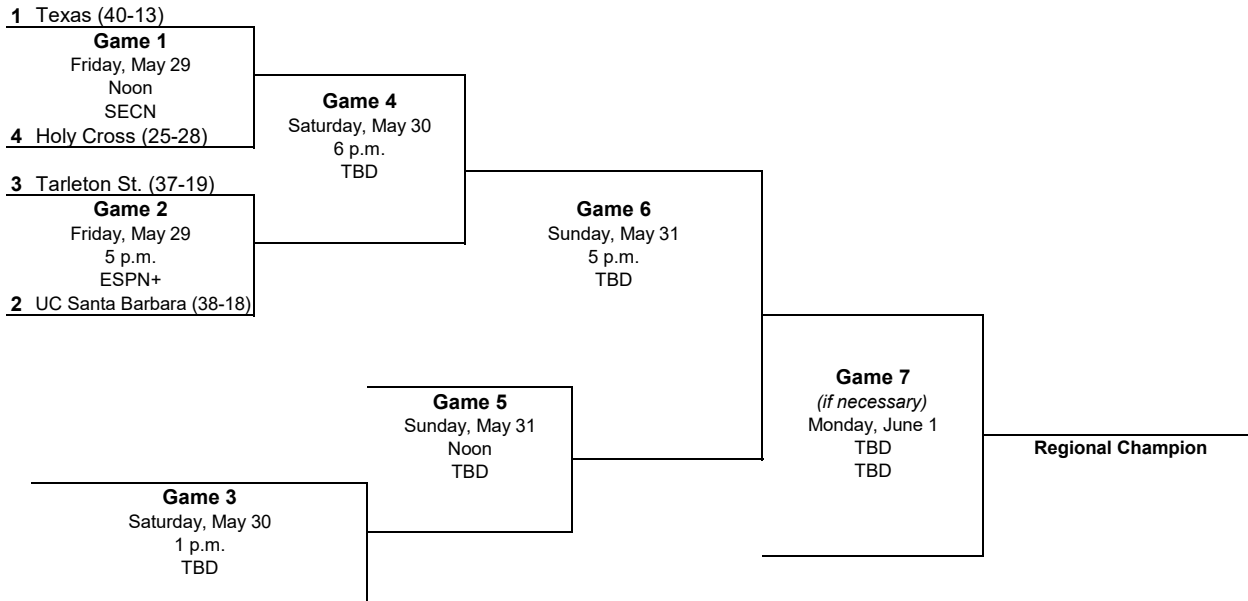 1 Texas (40-13)
Game 1
Friday, May 29
Noon
SECN
4 Holy Cross (25-28)
Game 4
Saturday, May 30
6 p.m.
TBD
3 Tarleton St. (37-19)
Game 2
Friday, May 29
5 p.m.
ESPN+
2 UC Santa Barbara (38-18)
Game 6
Sunday, May 31
5 p.m.
TBD
Game 5
Sunday, May 31
Noon
TBD
Game 7
(if necessary)
Monday, June 1
TBD
TBD
Regional Champion
Game 3
Saturday, May 30
1 p.m.
TBD